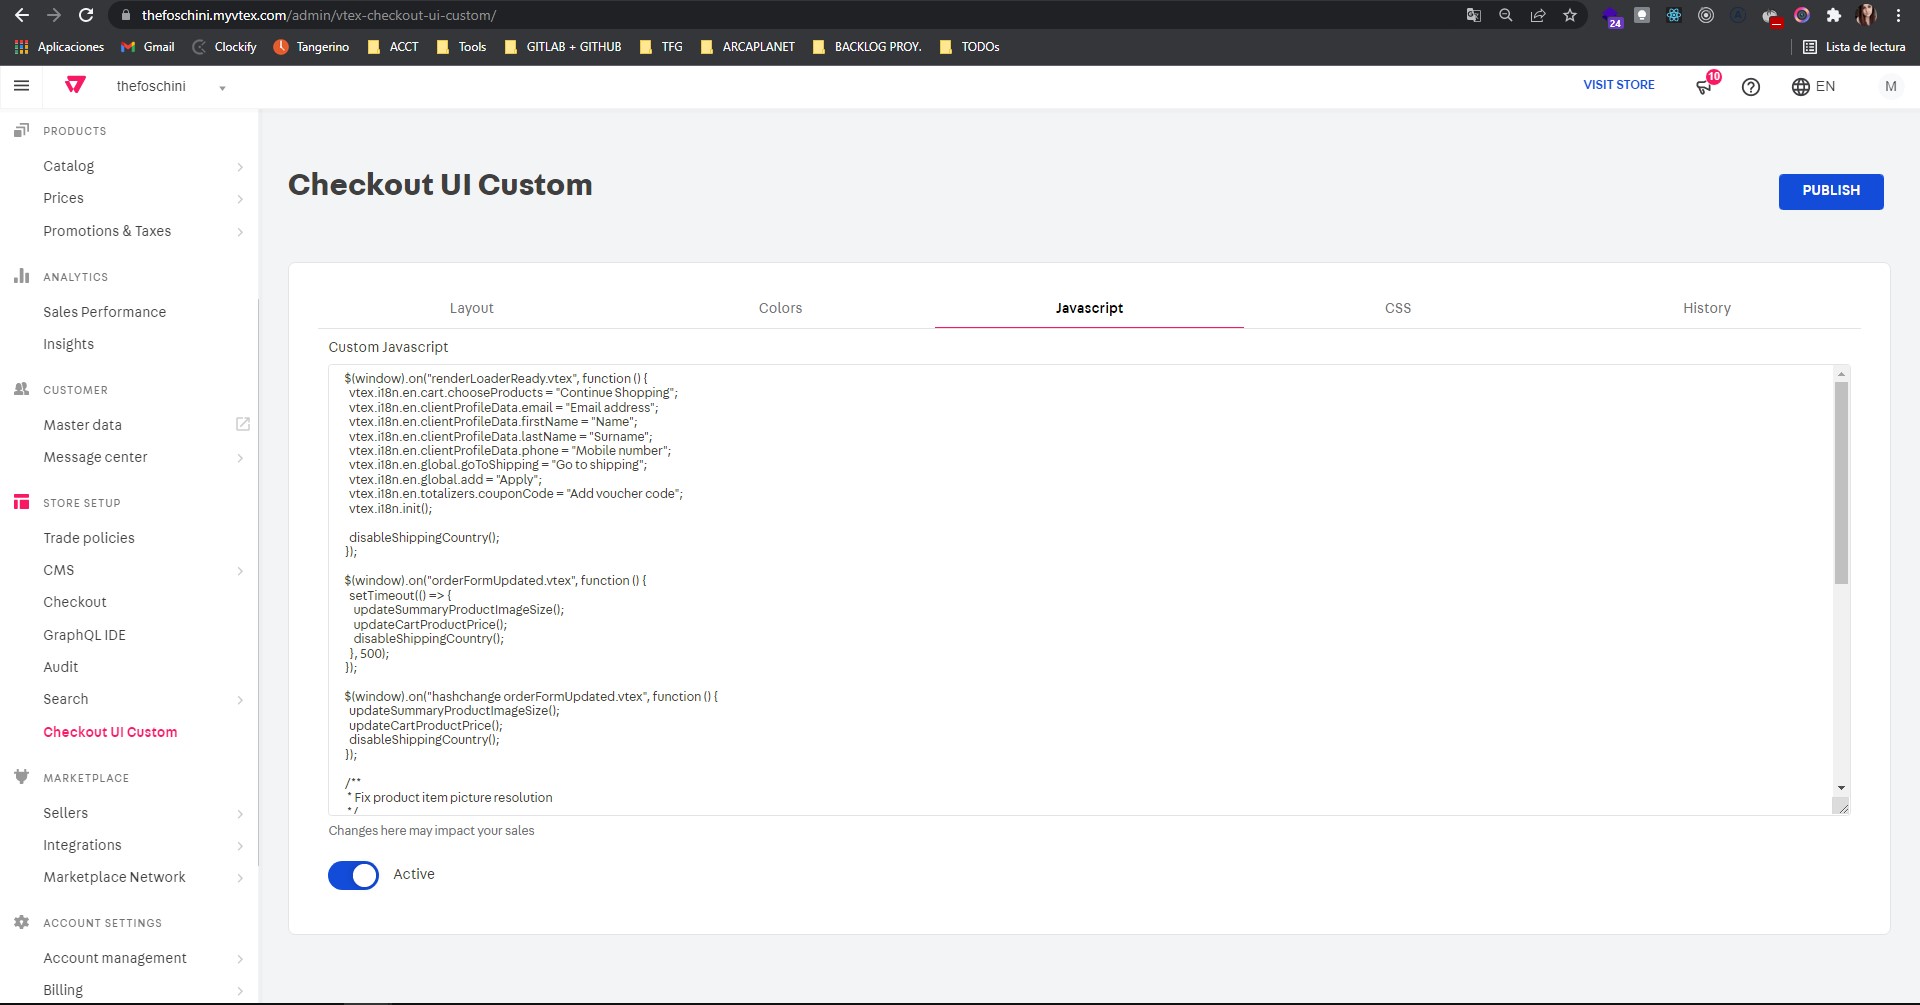 thefoschini.myvtex.com/admin/vtex-checkout-ui-custom/
24
Aplicaciones
Gmail
Clockify
Tangerino
ACCT
Tools
GITLAB + GITHUB
TFG
ARCAPLANET
BACKLOG PROY.
TODOs
Lista de lectura
thefoschini
VISIT STORE
10
EN
M
PRODUCTS
Catalog
Prices
Promotions & Taxes
ANALYTICS
Sales Performance
Insights
CUSTOMER
Master data
Message center
STORE SETUP
Trade policies
CMS
Checkout
GraphQL IDE
Audit
Search
Checkout UI Custom
MARKETPLACE
Sellers
Integrations
Marketplace Network
ACCOUNT SETTINGS
Account management
Billing
Checkout UI Custom
PUBLISH
Layout
Colors
Javascript
CSS
History
Custom Javascript
$(window).on("renderLoaderReady.vtex", function () {
vtex.i18n.en.cart.chooseProducts = "Continue Shopping";
vtex.i18n.en.clientProfileData.email = "Email address";
vtex.i18n.en.clientProfileData.firstName = "Name";
vtex.i18n.en.clientProfileData.lastName = "Surname";
vtex.i18n.en.clientProfileData.phone = "Mobile number";
vtex.i18n.en.global.goToShipping = "Go to shipping";
vtex.i18n.en.global.add = "Apply";
vtex.i18n.en.totalizers.couponCode = "Add voucher code";
vtex.i18n.init();
disableShippingCountry();
});
$(window).on("orderFormUpdated.vtex", function () {
setTimeout(() => {
updateSummaryProductImageSize();
updateCartProductPrice();
disableShippingCountry();
}, 500);
});
$(window).on("hashchange orderFormUpdated.vtex", function () {
updateSummaryProductImageSize();
updateCartProductPrice();
disableShippingCountry();
});
/**
* Fix product item picture resolution
*/
Changes here may impact your sales
Active